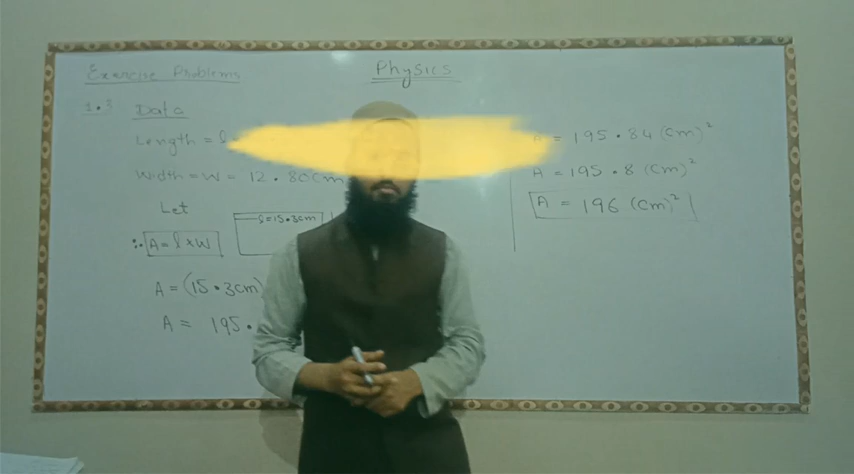 Exercise Problems
Physics
1.3 Data
Length = l
Width = W = 12.80cm
Let
l=15.3cm
∴ A = l × W
A = (15.3cm)
A = 195.
A = 195.84 (cm)²
A = 195.8 (cm)²
A = 196 (cm)²